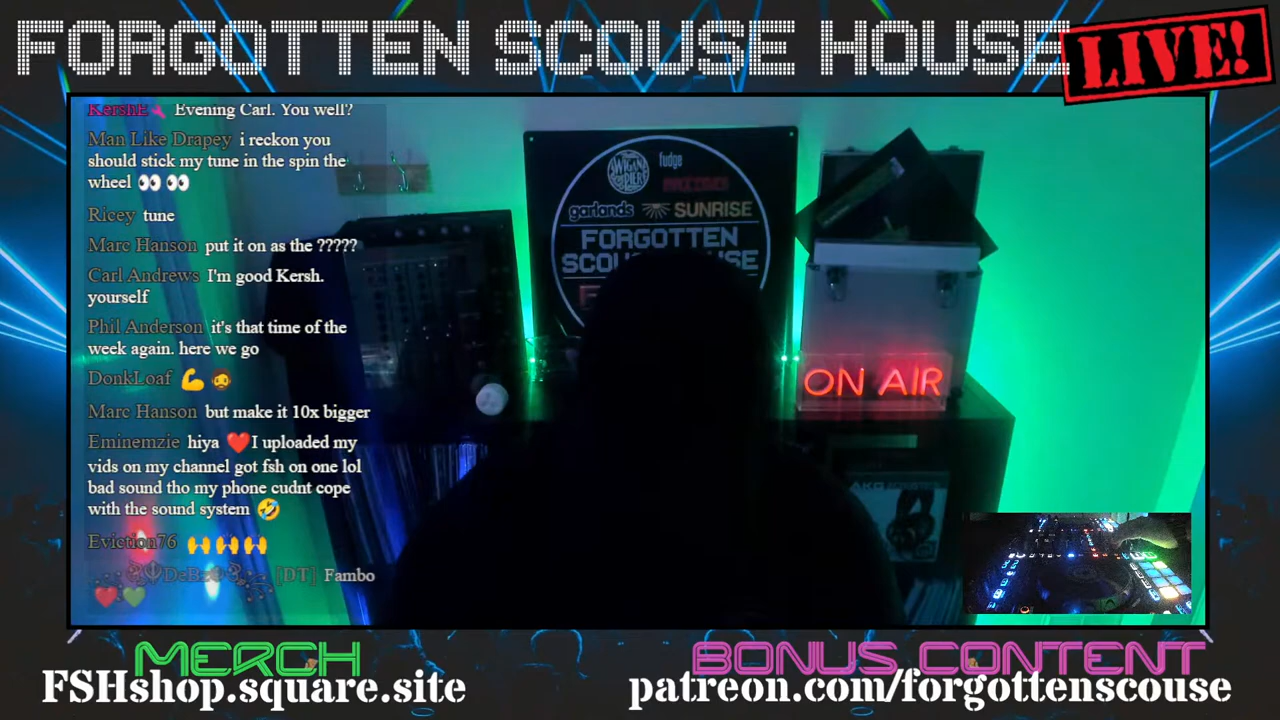 FORGOTTEN SCOUSE HOUSE
LIVE!
KershE Evening Carl. You well?
Man Like Drapey i reckon you
should stick my tune in the spin the
wheel 👀 👀
Ricey tune
Marc Hanson put it on as the ?????
Carl Andrews I'm good Kersh.
yourself
Phil Anderson it's that time of the
week again. here we go
DonkLoaf 💪 🧔
Marc Hanson but make it 10x bigger
Eminemzie hiya ❤️ I uploaded my
vids on my channel got fsh on one lol
bad sound tho my phone cudnt cope
with the sound system 🤣
Eviction76 🙌 🙌 🙌
[DT] Fambo
❤️ 💚
WIGAN PIER
fudge
garlands
SUNRISE
FORGOTTEN
ON AIR
AKG
MERCH
FSHshop.square.site
BONUS CONTENT
patreon.com/forgottenscouse